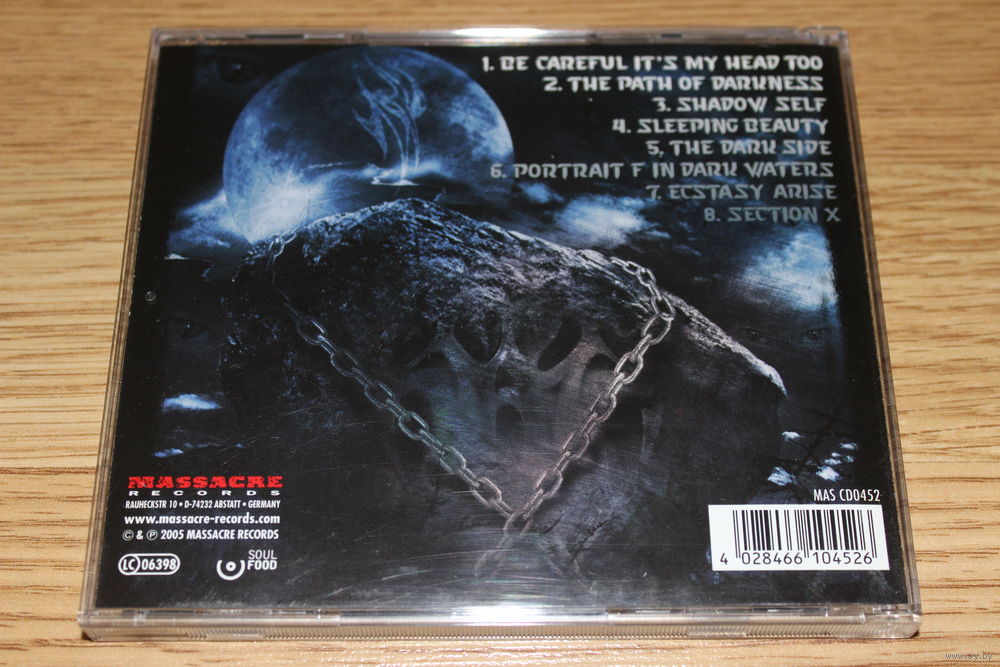 1. BE CAREFUL IT'S MY HEAD TOO
2. THE PATH OF DARKNESS
3. SHADOW SELF
4. SLEEPING BEAUTY
5. THE DARK SIDE
6. PORTRAIT F IN DARK WATERS
7. ECSTASY ARISE
8. SECTION X
MASSACRE
RECORDS
RAUHECKSTR 10 • D-74232 ABSTATT • GERMANY
www.massacre-records.com
© & ℗ 2005 MASSACRE RECORDS
LC 06398
SOUL
FOOD
MAS CD0452
4 028466 104526
www.ay.by